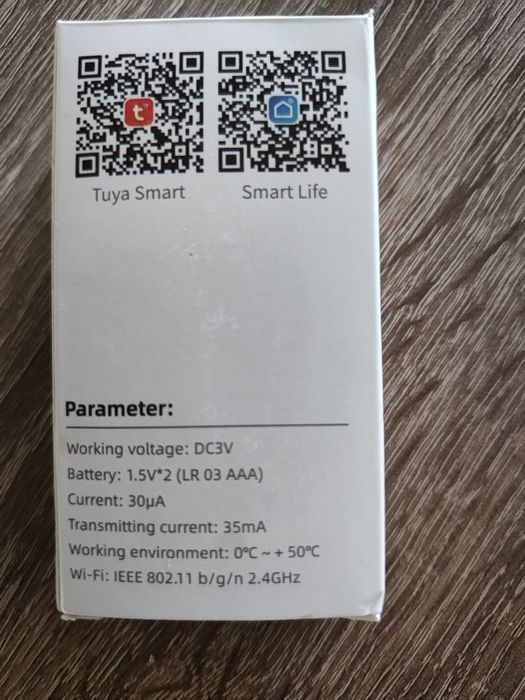 Tuya Smart
Smart Life
Parameter:
Working voltage: DC3V
Battery: 1.5V*2 (LR 03 AAA)
Current: 30µA
Transmitting current: 35mA
Working environment: 0℃ ~ + 50℃
Wi-Fi: IEEE 802.11 b/g/n 2.4GHz